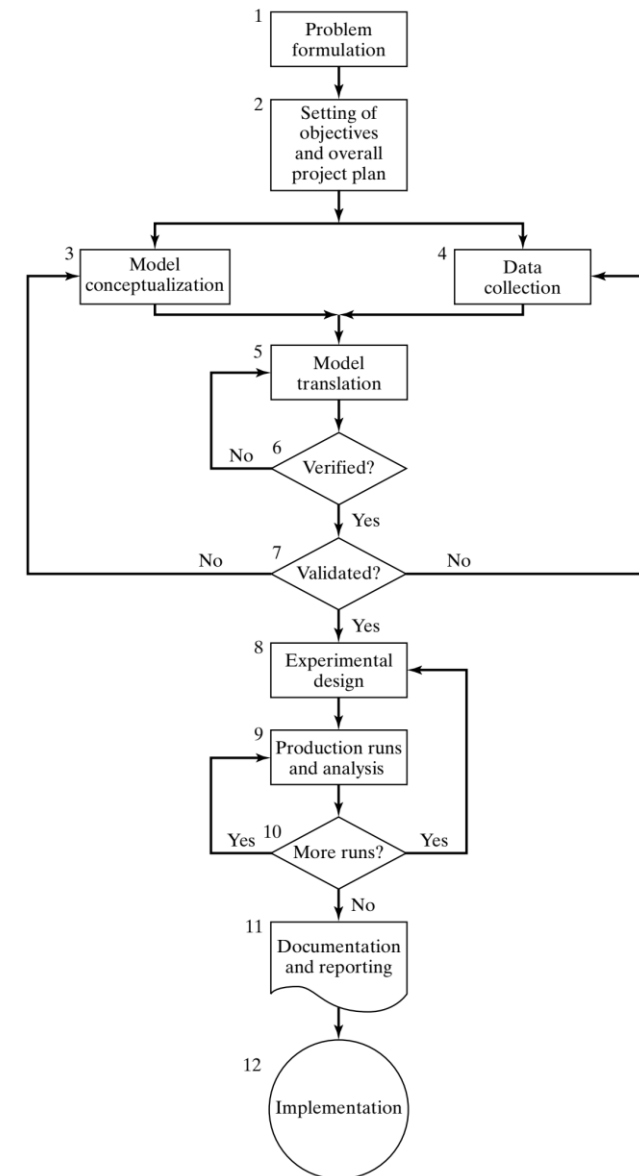 1
Problem
formulation
2
Setting of
objectives
and overall
project plan
3
Model
conceptualization
4
Data
collection
5
Model
translation
6
No
Verified?
Yes
7
No
Validated?
No
Yes
8
Experimental
design
9
Production runs
and analysis
10
Yes
More runs?
Yes
No
11
Documentation
and reporting
12
Implementation